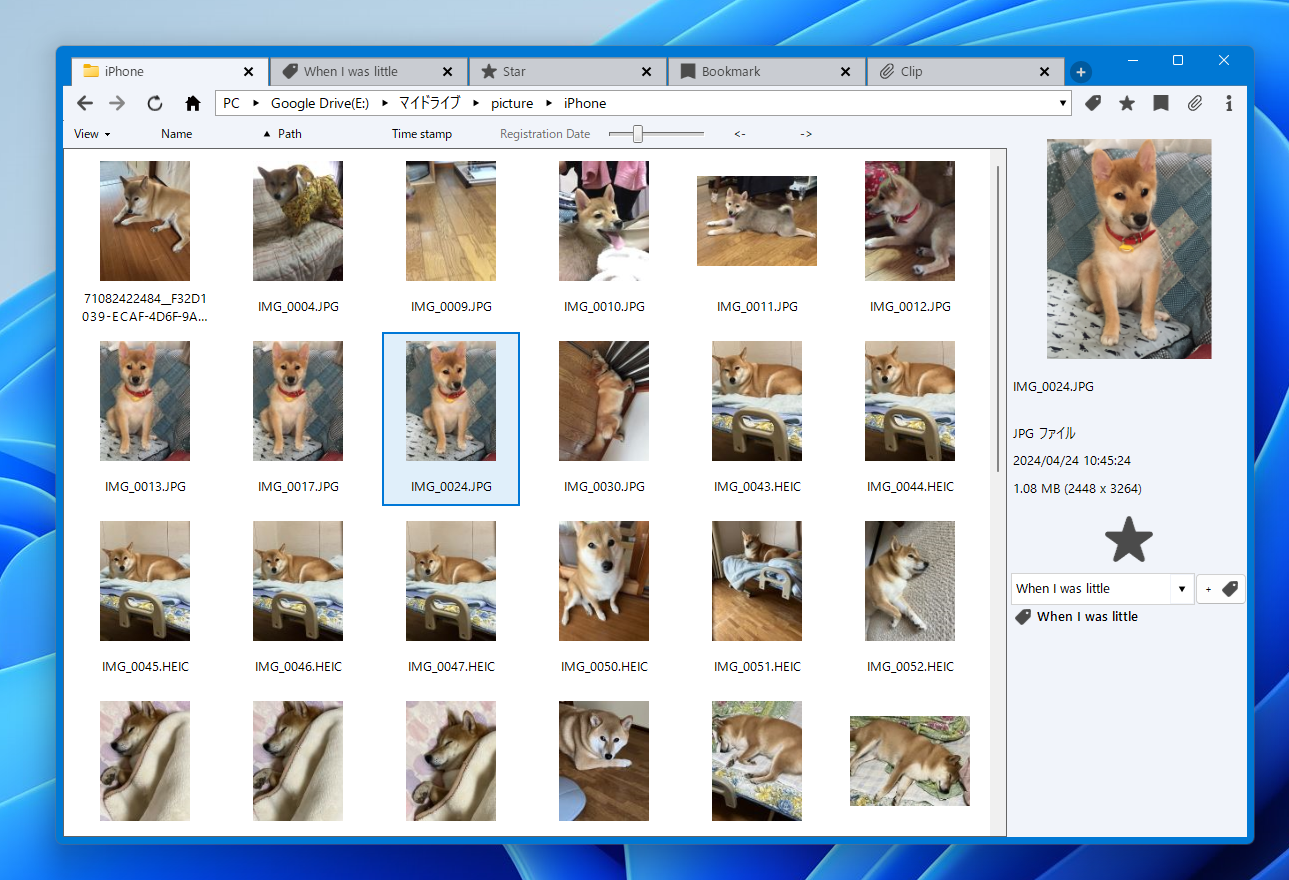 iPhone
When I was little
Star
Bookmark
Clip
PC Google Drive(E:) マイドライブ picture iPhone
View Name Path Time stamp Registration Date <- ->
71082422484__F32D1
039-ECAF-4D6F-9A...
IMG_0004.JPG
IMG_0009.JPG
IMG_0010.JPG
IMG_0011.JPG
IMG_0012.JPG
IMG_0013.JPG
IMG_0017.JPG
IMG_0024.JPG
IMG_0030.JPG
IMG_0043.HEIC
IMG_0044.HEIC
IMG_0045.HEIC
IMG_0046.HEIC
IMG_0047.HEIC
IMG_0050.HEIC
IMG_0051.HEIC
IMG_0052.HEIC
IMG_0024.JPG
JPG ファイル
2024/04/24 10:45:24
1.08 MB (2448 x 3264)
When I was little
+
When I was little